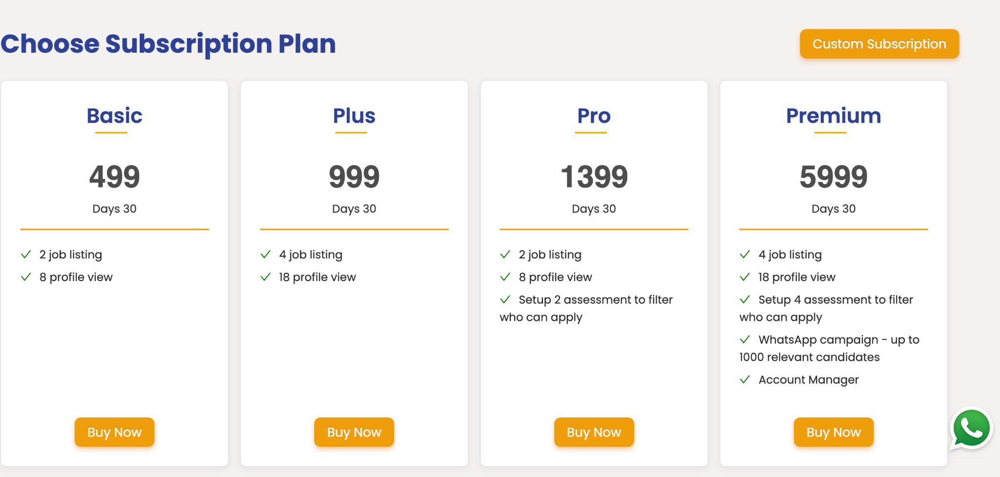 Choose Subscription Plan
Custom Subscription
Basic
499
Days 30
2 job listing
8 profile view
Buy Now
Plus
999
Days 30
4 job listing
18 profile view
Buy Now
Pro
1399
Days 30
2 job listing
8 profile view
Setup 2 assessment to filter
who can apply
Buy Now
Premium
5999
Days 30
4 job listing
18 profile view
Setup 4 assessment to filter
who can apply
WhatsApp campaign - up to
1000 relevant candidates
Account Manager
Buy Now